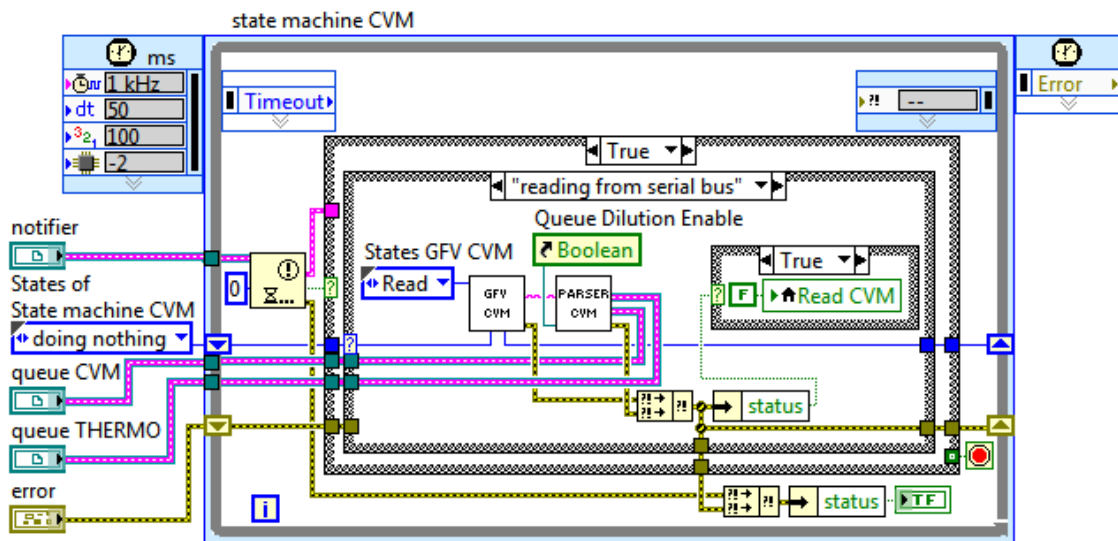 state machine CVM
ms
1 kHz
dt 50
321 100
-2
Timeout
?! --
Error
True
"reading from serial bus"
Queue Dilution Enable
Boolean
States GFV CVM
Read
GFV
CVM
PARSER
CVM
True
?
F
Read CVM
notifier
0
?
States of
State machine CVM
doing nothing
?
queue CVM
queue THERMO
?!
?!
?!
status
error
i
?!
?!
?!
status
TF